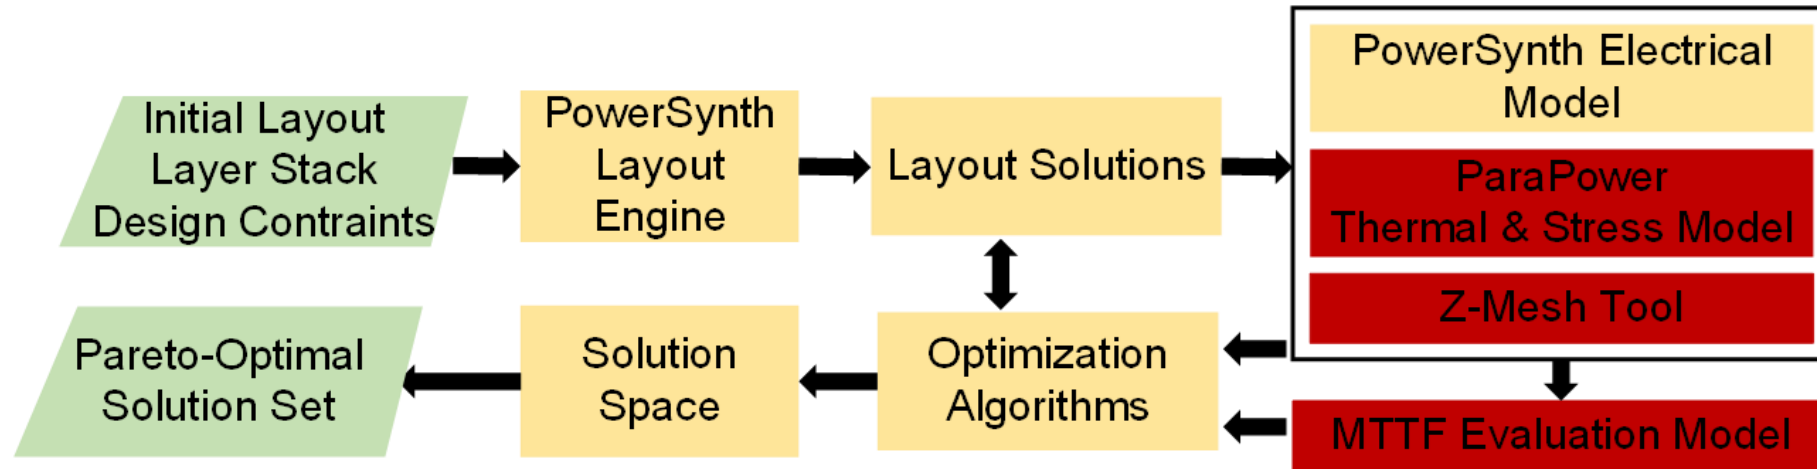 Initial Layout
Layer Stack
Design Contraints
PowerSynth
Layout
Engine
Layout Solutions
PowerSynth Electrical
Model
ParaPower
Thermal & Stress Model
Z-Mesh Tool
MTTF Evaluation Model
Optimization
Algorithms
Solution
Space
Pareto-Optimal
Solution Set